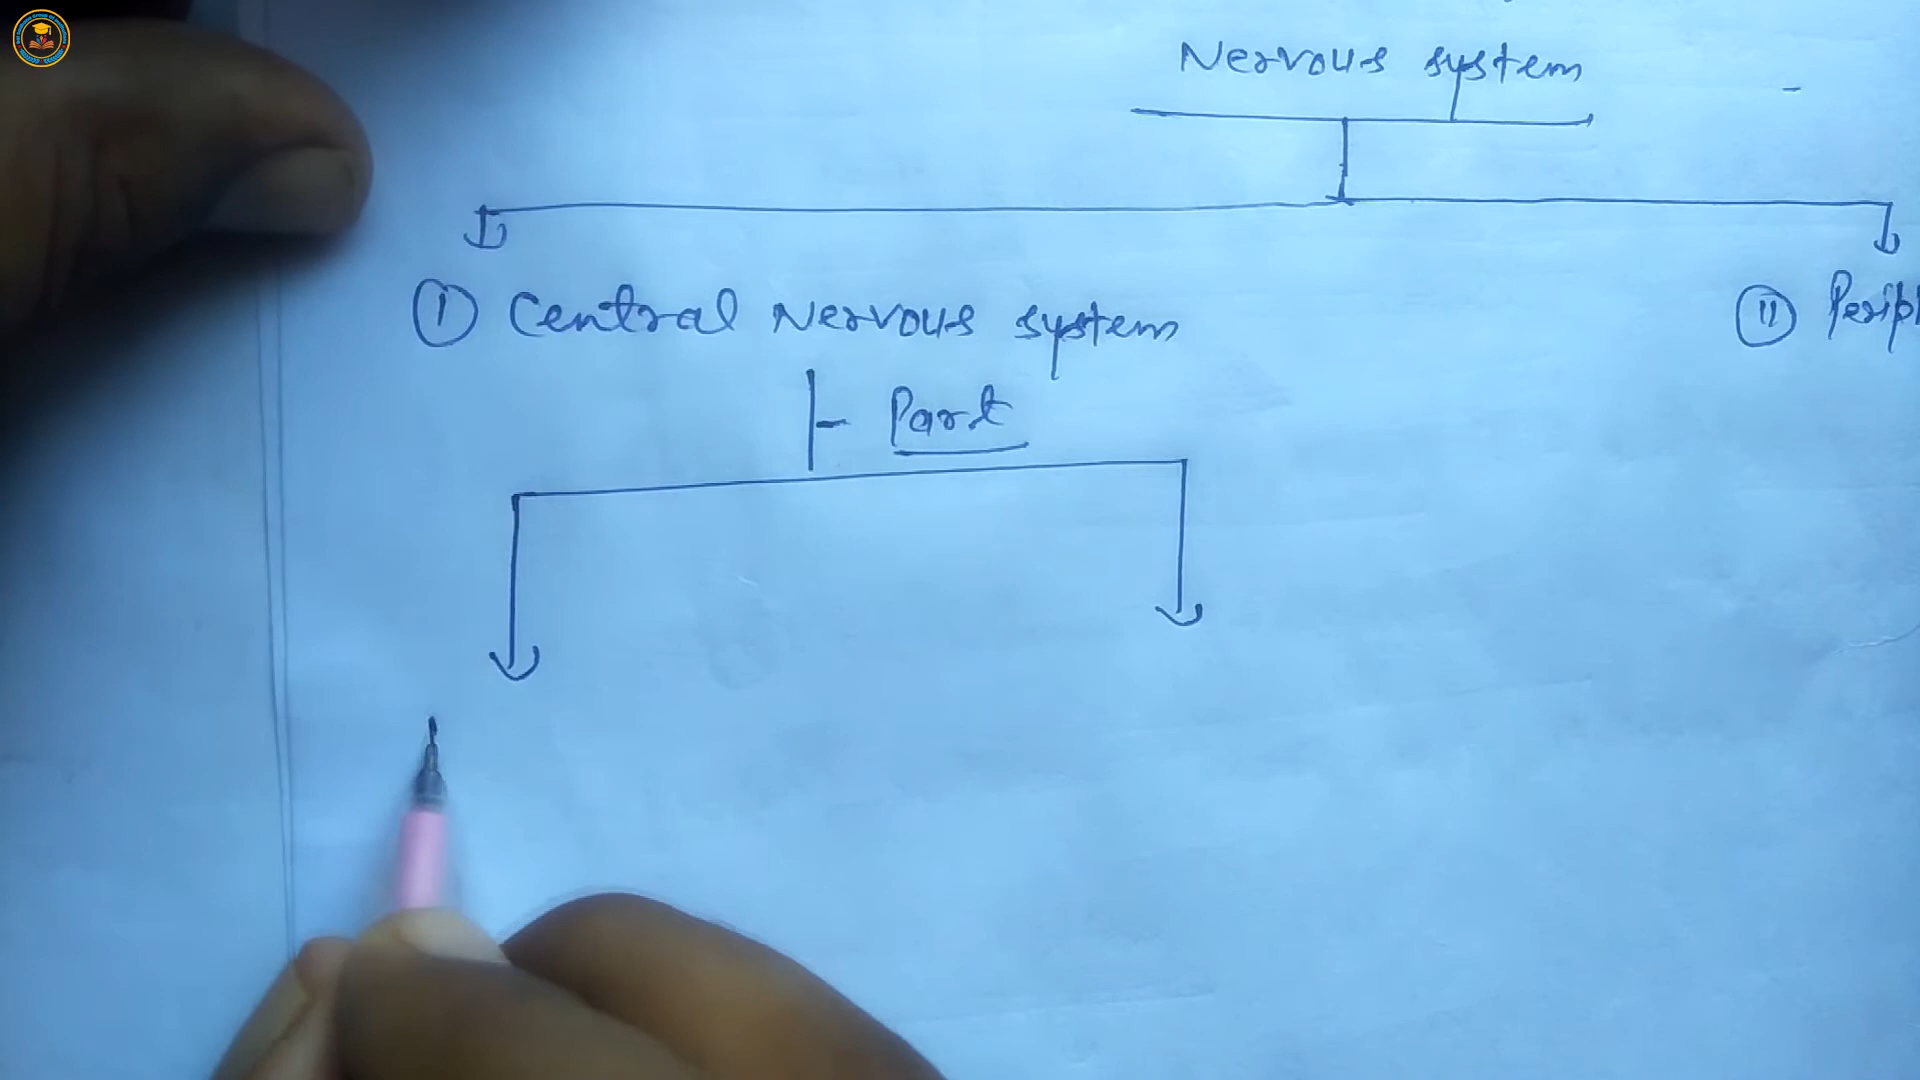 Nervous system
I Central Nervous system
II
Part